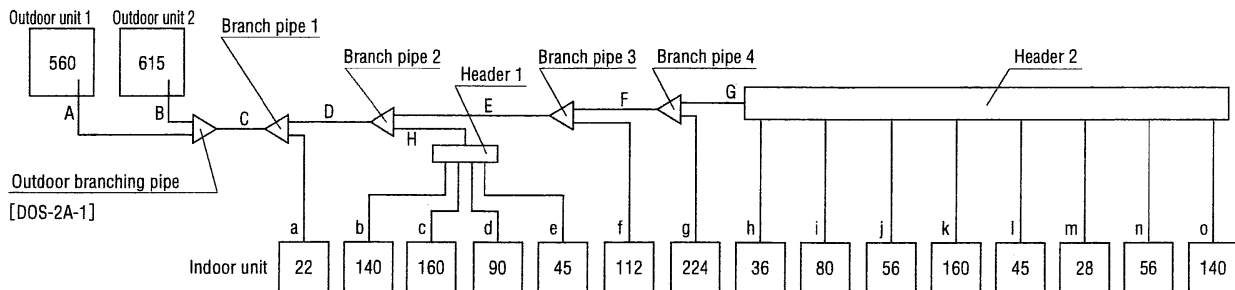 Outdoor unit 1
Outdoor unit 2
Branch pipe 1
Branch pipe 2
Header 1
Branch pipe 3
Branch pipe 4
Header 2
560
615
A
B
C
D
E
F
G
H
Outdoor branching pipe
[DOS-2A-1]
a
b
c
d
e
f
g
h
i
j
k
l
m
n
o
Indoor unit
22
140
160
90
45
112
224
36
80
56
160
45
28
56
140